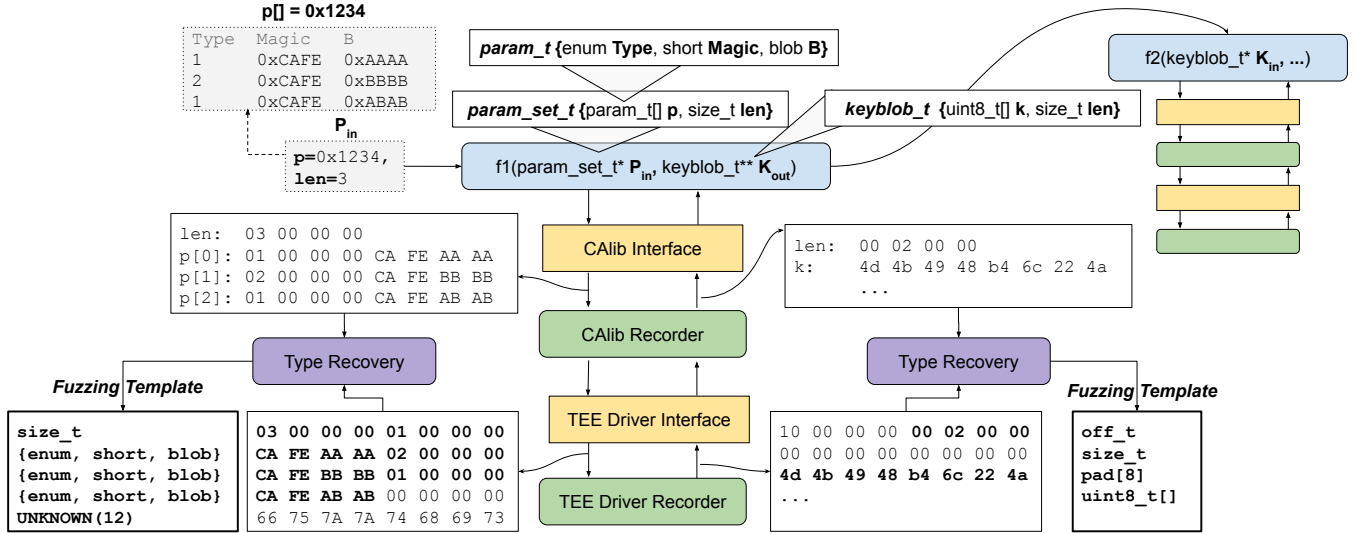 p[] = 0x1234
Type Magic B
1 0xCAFE 0xAAAA
2 0xCAFE 0xBBBB
1 0xCAFE 0xABAB
param_t {enum Type, short Magic, blob B}
param_set_t {param_t[] p, size_t len}
keyblob_t {uint8_t[] k, size_t len}
f2(keyblob_t* Kin, ...)
Pin
p=0x1234,
len=3
f1(param_set_t* Pin, keyblob_t** Kout)
len: 03 00 00 00
p[0]: 01 00 00 00 CA FE AA AA
p[1]: 02 00 00 00 CA FE BB BB
p[2]: 01 00 00 00 CA FE AB AB
CAlib Interface
len: 00 02 00 00
k: 4d 4b 49 48 b4 6c 22 4a
...
CAlib Recorder
Type Recovery
Type Recovery
Fuzzing Template
Fuzzing Template
size_t
{enum, short, blob}
{enum, short, blob}
{enum, short, blob}
UNKNOWN(12)
03 00 00 00 01 00 00 00
CA FE AA AA 02 00 00 00
CA FE BB BB 01 00 00 00
CA FE AB AB 00 00 00 00
66 75 7A 7A 74 68 69 73
TEE Driver Interface
TEE Driver Recorder
10 00 00 00 00 02 00 00
00 00 00 00 00 00 00 00
4d 4b 49 48 b4 6c 22 4a
...
off_t
size_t
pad[8]
uint8_t[]